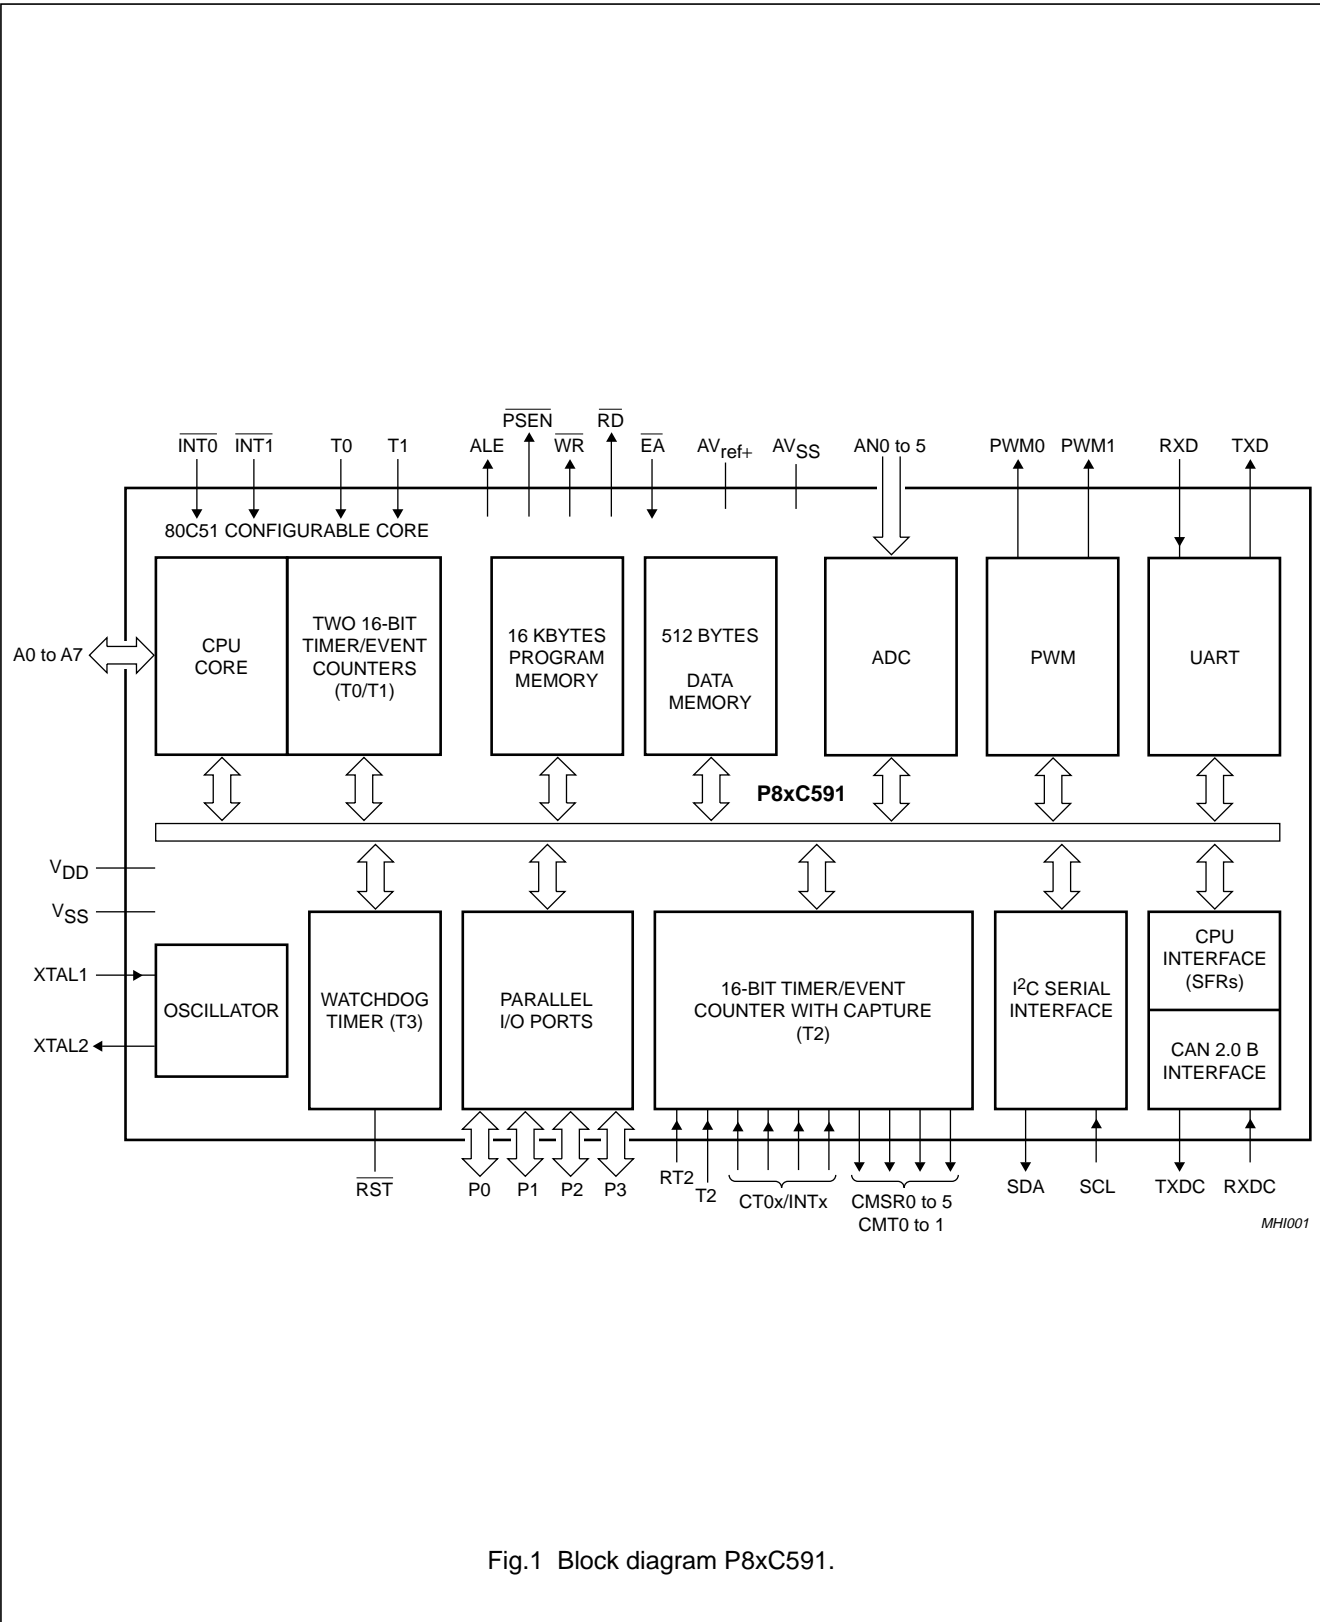 PSEN RD
INT0 INT1 T0 T1 ALE WR EA AVref+ AVSS AN0 to 5 PWM0 PWM1 RXD TXD
80C51 CONFIGURABLE CORE
A0 to A7
CPU
CORE
TWO 16-BIT
TIMER/EVENT
COUNTERS
(T0/T1)
16 KBYTES
PROGRAM
MEMORY
512 BYTES
DATA
MEMORY
ADC
PWM
UART
P8xC591
VDD
VSS
XTAL1
XTAL2
OSCILLATOR
WATCHDOG
TIMER (T3)
PARALLEL
I/O PORTS
16-BIT TIMER/EVENT
COUNTER WITH CAPTURE
(T2)
I²C SERIAL
INTERFACE
CPU
INTERFACE
(SFRs)
CAN 2.0 B
INTERFACE
RST P0 P1 P2 P3 RT2 T2 CT0x/INTx
CMSR0 to 5
CMT0 to 1
SDA SCL TXDC RXDC
MHI001
Fig.1 Block diagram P8xC591.